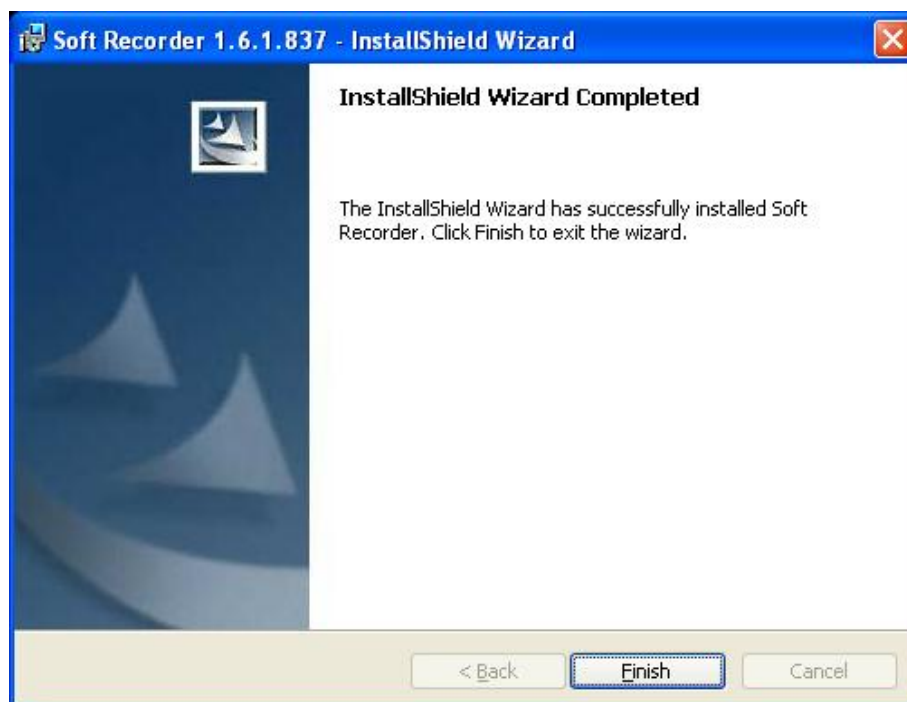 Soft Recorder 1.6.1.837 - InstallShield Wizard
InstallShield Wizard Completed
The InstallShield Wizard has successfully installed Soft
Recorder. Click Finish to exit the wizard.
< Back Finish Cancel